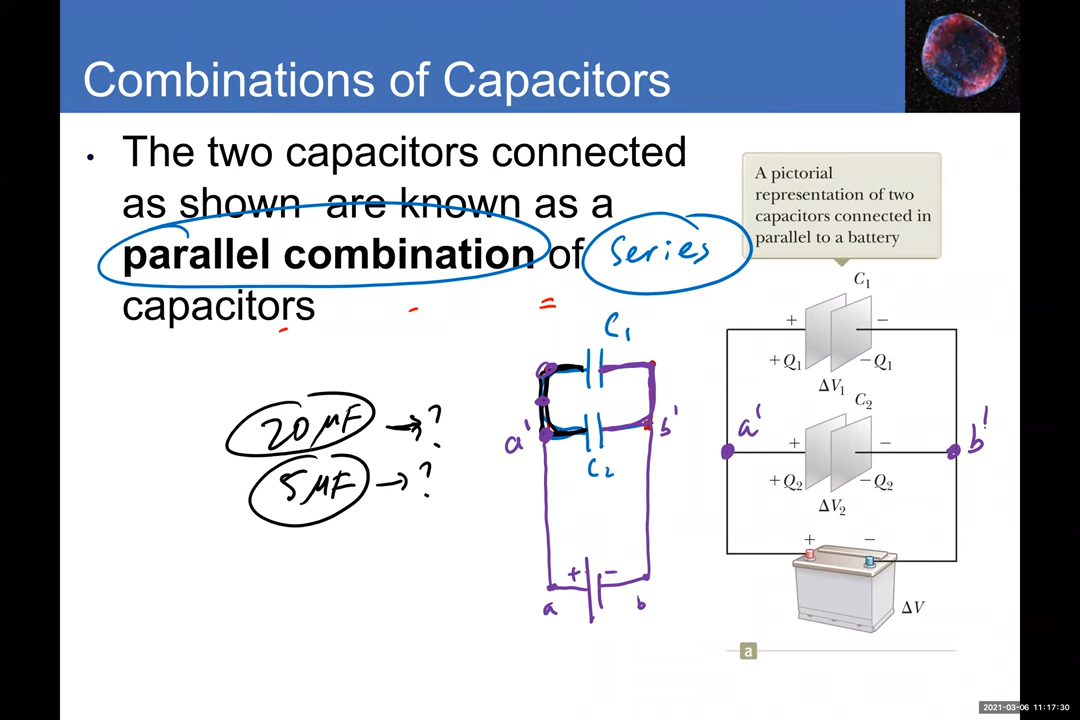 Combinations of Capacitors
• The two capacitors connected
as shown are known as a
parallel combination of series
capacitors
A pictorial
representation of two
capacitors connected in
parallel to a battery
C₁
+ −
+Q₁ −Q₁
ΔV₁
C₂
a' + − b'
+Q₂ −Q₂
ΔV₂
+ −
ΔV
a
C₁
a' b'
C₂
+ −
a b
20 μF → ?
5 μF → ?
2021-03-06 11:17:30